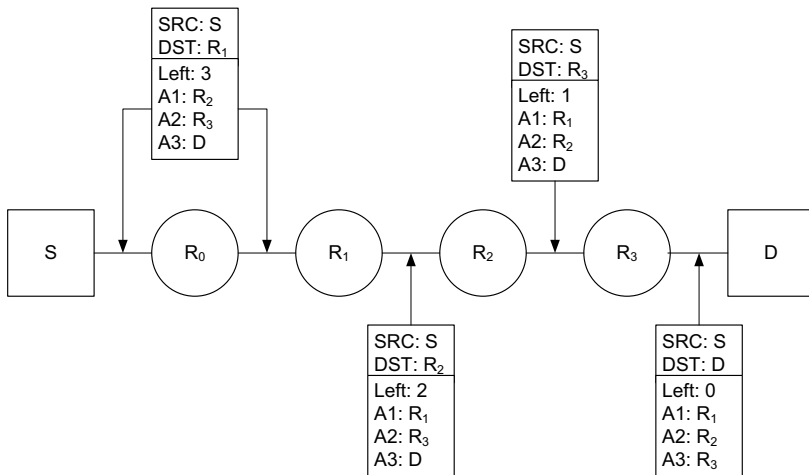 SRC: S
DST: R₁
Left: 3
A1: R₂
A2: R₃
A3: D
SRC: S
DST: R₃
Left: 1
A1: R₁
A2: R₂
A3: D
S
R₀
R₁
R₂
R₃
D
SRC: S
DST: R₂
Left: 2
A1: R₁
A2: R₃
A3: D
SRC: S
DST: D
Left: 0
A1: R₁
A2: R₂
A3: R₃